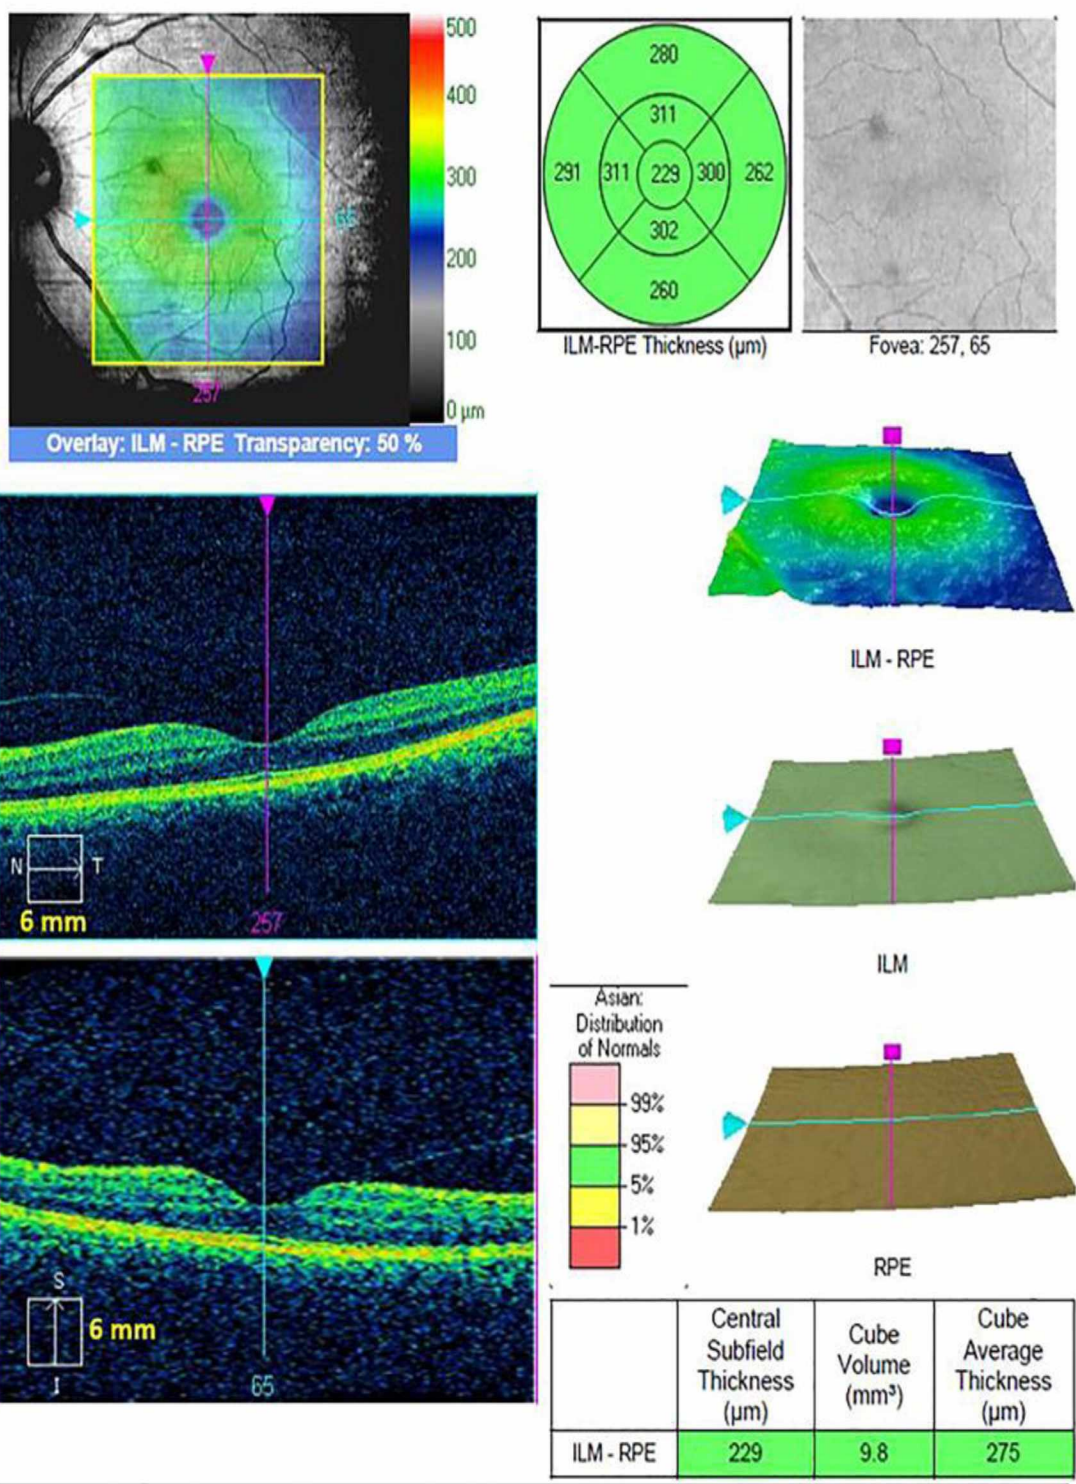 500
400
300
200
100
0 µm
65
257
Overlay: ILM - RPE Transparency: 50 %
280
311
291 311 229 300 262
302
260
ILM-RPE Thickness (µm)
Fovea: 257, 65
ILM - RPE
N T
6 mm
257
ILM
Asian:
Distribution
of Normals
99%
95%
5%
1%
RPE
S
6 mm
I
65
Central
Subfield
Thickness
(µm)
Cube
Volume
(mm³)
Cube
Average
Thickness
(µm)
ILM - RPE 229 9.8 275